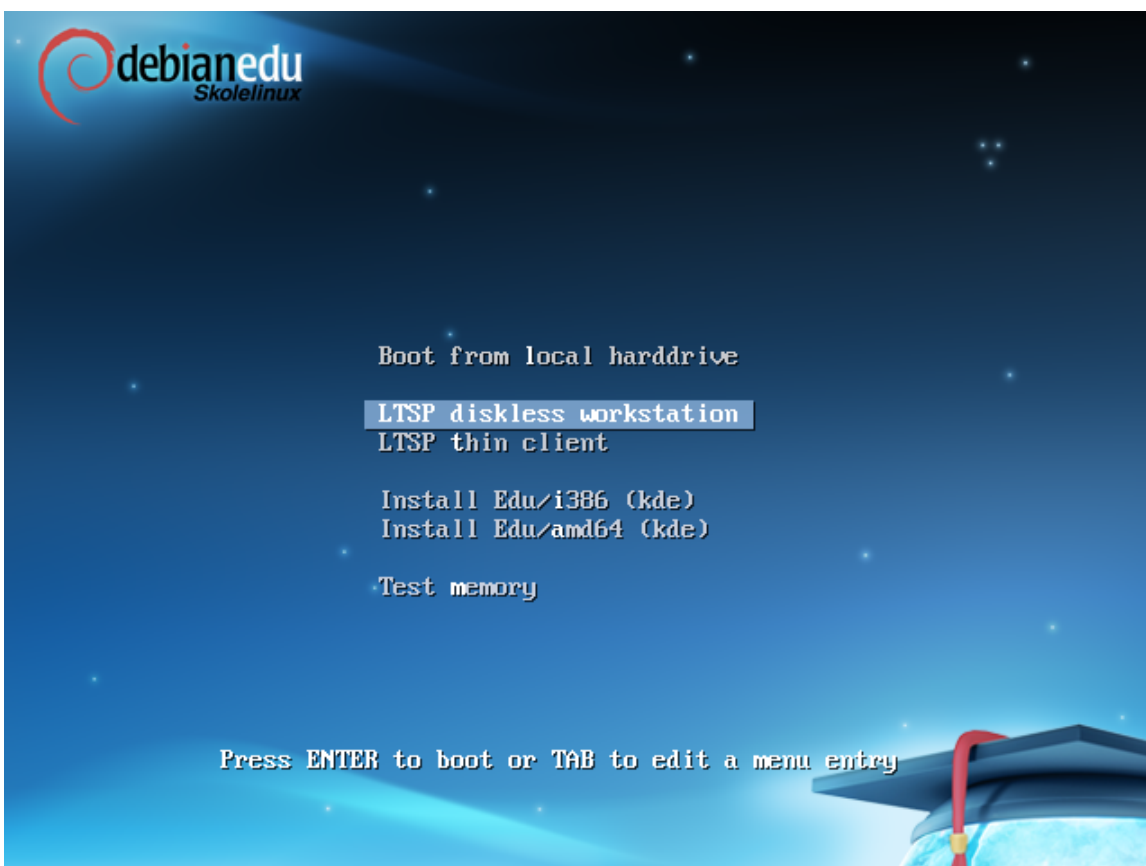 debianedu
Skolelinux
Boot from local harddrive
LTSP diskless workstation
LTSP thin client
Install Edu/i386 (kde)
Install Edu/amd64 (kde)
Test memory
Press ENTER to boot or TAB to edit a menu entry